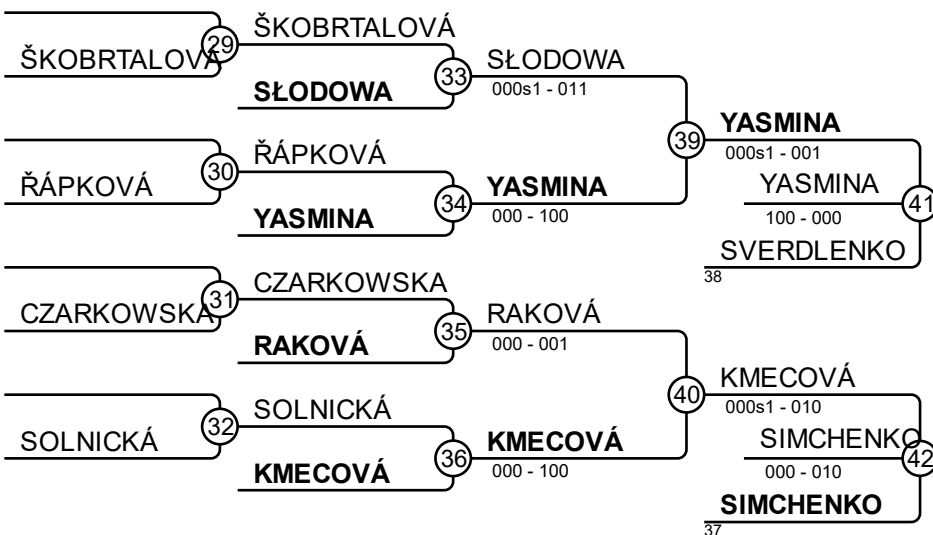 ŠKOBRTALOVÁ
29
ŠKOBRTALOVÁ
SŁODOWA
33
SŁODOWA
000s1 - 011
ŘÁPKOVÁ
30
ŘÁPKOVÁ
YASMINA
34
YASMINA
000 - 100
39
YASMINA
000s1 - 001
YASMINA
100 - 000
41
SVERDLENKO
38
CZARKOWSKA
31
CZARKOWSKA
RAKOVÁ
35
RAKOVÁ
000 - 001
SOLNICKÁ
32
SOLNICKÁ
KMECOVÁ
36
KMECOVÁ
000 - 100
40
KMECOVÁ
000s1 - 010
SIMCHENKO
000 - 010
42
SIMCHENKO
37